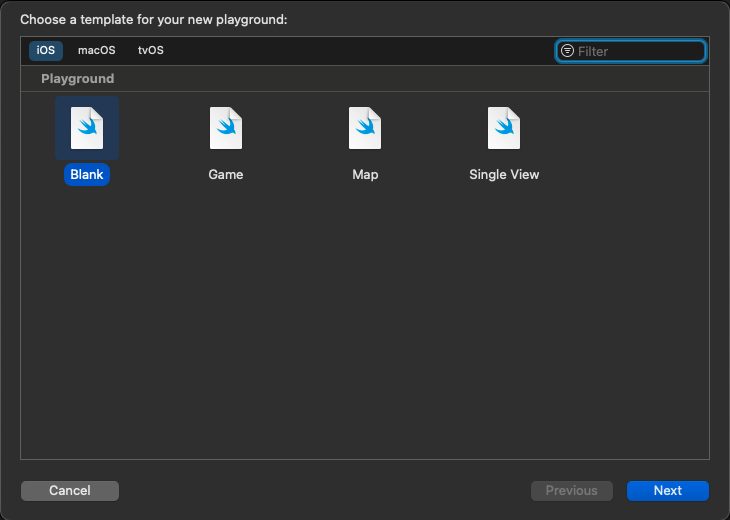 Choose a template for your new playground:
iOS macOS tvOS Filter
Playground
Blank Game Map Single View
Cancel Previous Next